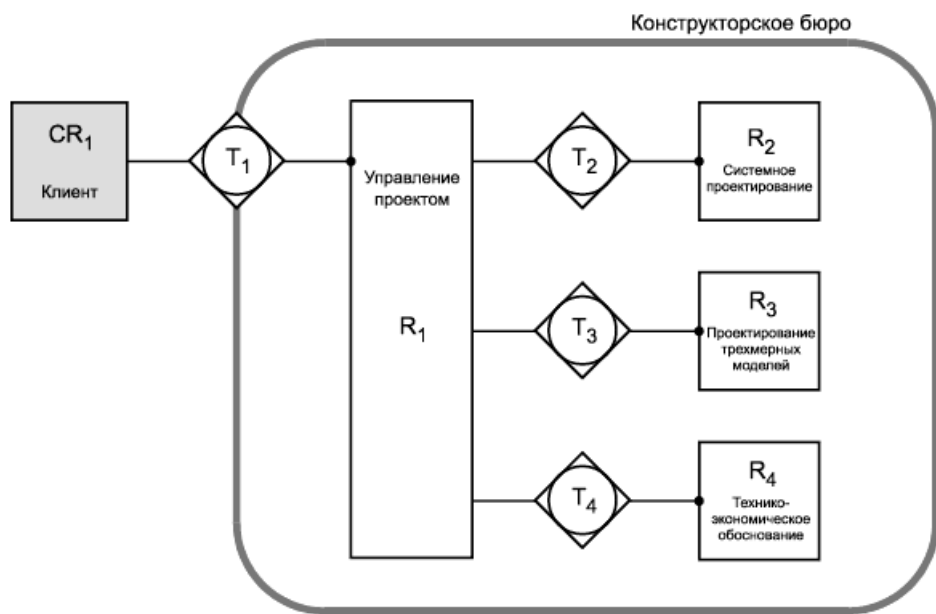 Конструкторское бюро
CR1
Клиент
T1
Управление
проектом
R1
T2
R2
Системное
проектирование
T3
R3
Проектирование
трехмерных
моделей
T4
R4
Технико-
экономическое
обоснование